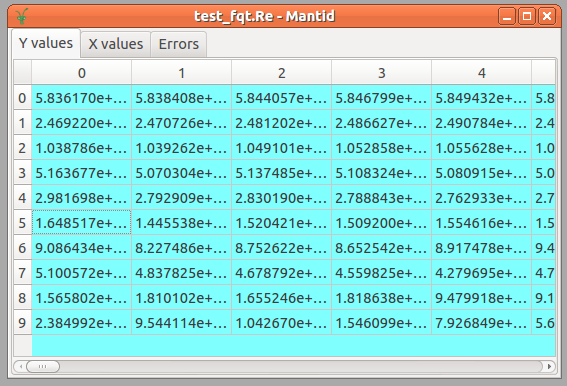 test_fqt.Re - Mantid
Y values X values Errors
0 1 2 3 4
0 5.836170e+... 5.838408e+... 5.844057e+... 5.846799e+... 5.849432e+... 5.8
1 2.469220e+... 2.470726e+... 2.481202e+... 2.486627e+... 2.490784e+... 2.4
2 1.038786e+... 1.039262e+... 1.049101e+... 1.052858e+... 1.055628e+... 1.0
3 5.163677e+... 5.070304e+... 5.137485e+... 5.108324e+... 5.080915e+... 5.0
4 2.981698e+... 2.792909e+... 2.830190e+... 2.788843e+... 2.762933e+... 2.7
5 1.648517e+... 1.445538e+... 1.520421e+... 1.509200e+... 1.554616e+... 1.5
6 9.086434e+... 8.227486e+... 8.752622e+... 8.652542e+... 8.917478e+... 9.4
7 5.100572e+... 4.837825e+... 4.678792e+... 4.559825e+... 4.279695e+... 4.7
8 1.565802e+... 1.810102e+... 1.655246e+... 1.818638e+... 9.479918e+... 9.1
9 2.384992e+... 9.544114e+... 1.042670e+... 1.546099e+... 7.926849e+... 5.6